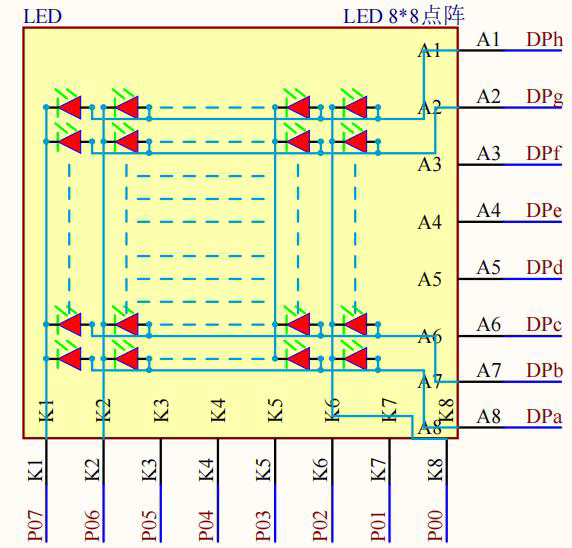 LED LED 8*8点阵
A1 A1 DPh
A2 A2 DPg
A3 A3 DPf
A4 A4 DPe
A5 A5 DPd
A6 A6 DPc
A7 A7 DPb
A8 A8 DPa
K1 K2 K3 K4 K5 K6 K7 K8
K1 K2 K3 K4 K5 K6 K7 K8
P07 P06 P05 P04 P03 P02 P01 P00